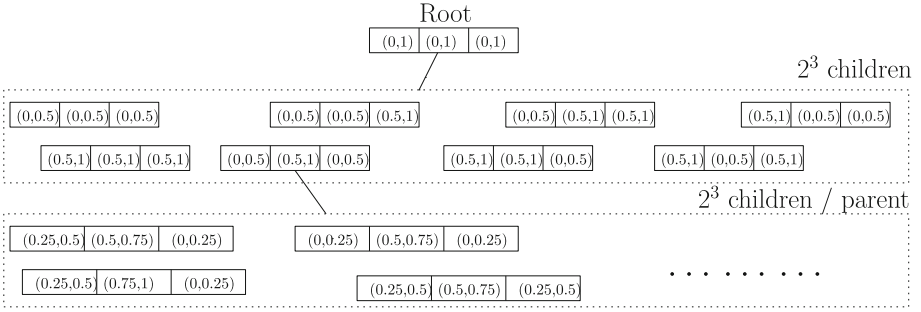 Root
(0,1) (0,1) (0,1)
2³ children
(0,0.5) (0,0.5) (0,0.5) (0,0.5) (0,0.5) (0.5,1) (0,0.5) (0.5,1) (0.5,1) (0.5,1) (0,0.5) (0,0.5)
(0.5,1) (0.5,1) (0.5,1) (0,0.5) (0.5,1) (0,0.5) (0.5,1) (0.5,1) (0,0.5) (0.5,1) (0,0.5) (0.5,1)
2³ children / parent
(0.25,0.5) (0.5,0.75) (0,0.25) (0,0.25) (0.5,0.75) (0,0.25)
(0.25,0.5) (0.75,1) (0,0.25) (0.25,0.5) (0.5,0.75) (0.25,0.5) . . . . . . . . .